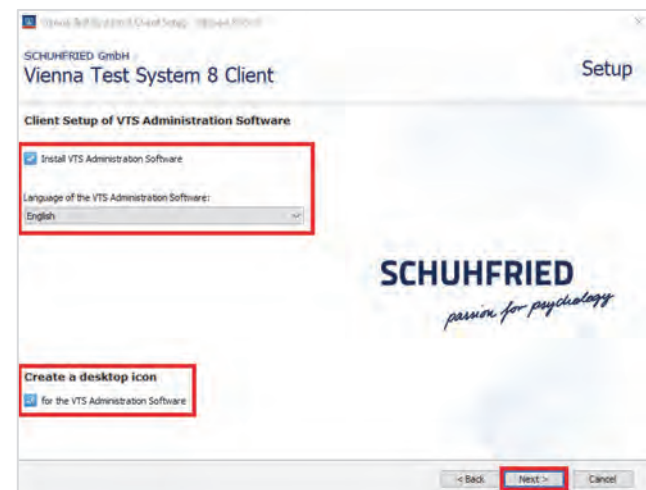 SCHUHFRIED GmbH
Vienna Test System 8 Client
Setup
Client Setup of VTS Administration Software
Install VTS Administration Software
Language of the VTS Administration Software:
English
SCHUHFRIED
passion for psychology
Create a desktop icon
for the VTS Administration Software
< Back
Next >
Cancel